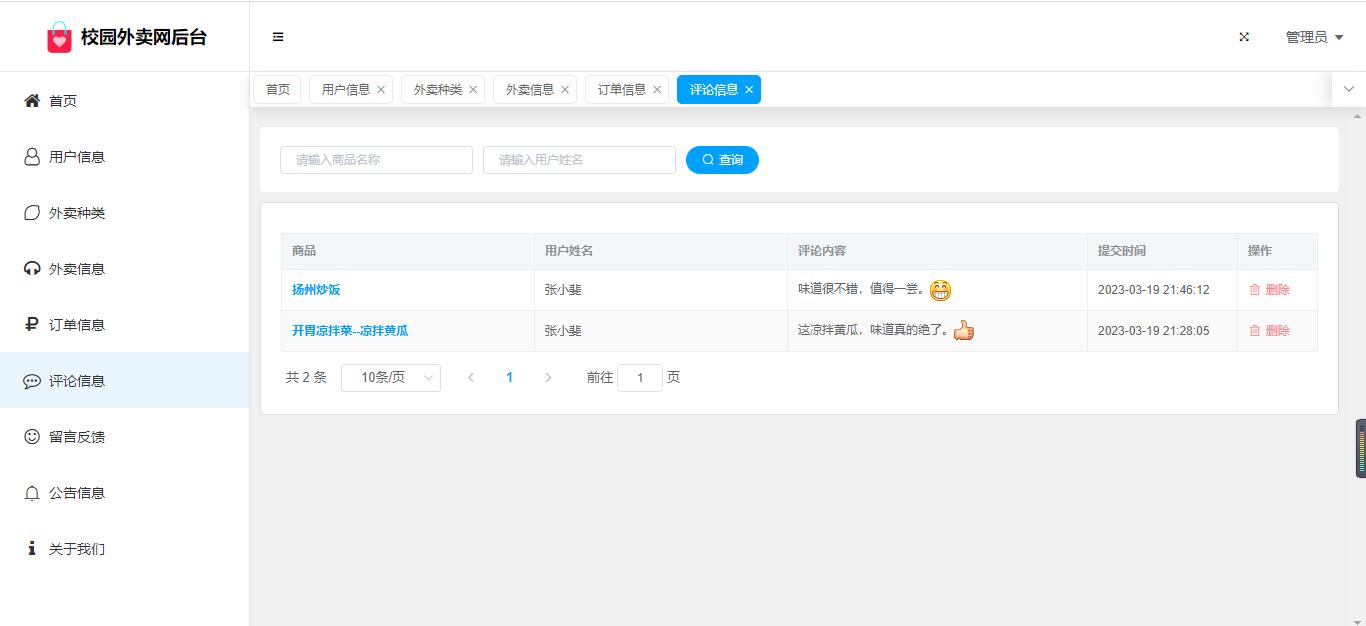 校园外卖网后台
管理员
首页 用户信息 外卖种类 外卖信息 订单信息 评论信息
首页
用户信息
外卖种类
外卖信息
订单信息
评论信息
留言反馈
公告信息
关于我们
请输入商品名称 请输入用户姓名 查询
商品 用户姓名 评论内容 提交时间 操作
扬州炒饭 张小斐 味道很不错，值得一尝。 2023-03-19 21:46:12 删除
开胃凉拌菜--凉拌黄瓜 张小斐 这凉拌黄瓜，味道真的绝了。 2023-03-19 21:28:05 删除
共 2 条 10条/页 1 前往 1 页